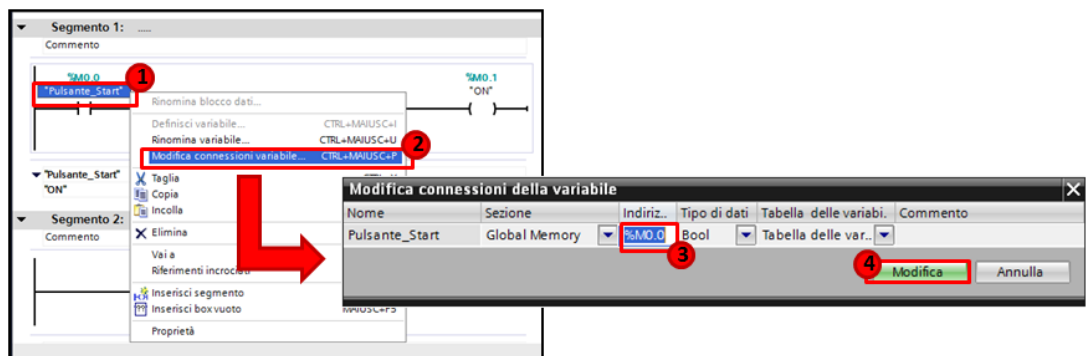 Segmento 1: .....
Commento
%M0.0
1
"Pulsante_Start"
%M0.1
"ON"
Rinomina blocco dati...
Definisci variabile... CTRL+MAIUSC+I
Rinomina variabile... CTRL+MAIUSC+U
2
Modifica connessioni variabile... CTRL+MAIUSC+P
"Pulsante_Start"
"ON"
Taglia
Copia
Incolla
Segmento 2:
Commento
Elimina
Vai a
Riferimenti incrociati
Inserisci segmento
Inserisci box vuoto MAIUSC+F5
Proprietà
Modifica connessioni della variabile
Nome Sezione Indiriz.. Tipo di dati Tabella delle variabi. Commento
Pulsante_Start Global Memory %M0.0 Bool Tabella delle var..
3
4
Modifica Annulla